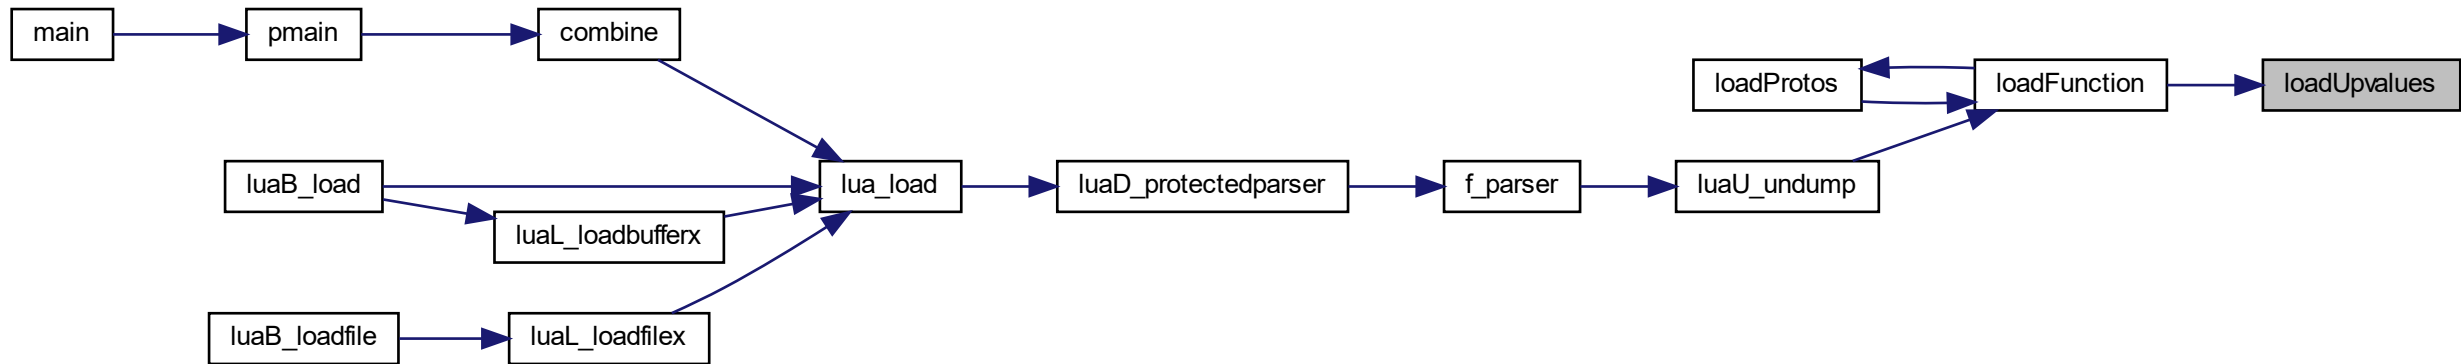 main
pmain
combine
loadProtos
loadFunction
loadUpvalues
luaB_load
lua_load
luaD_protectedparser
f_parser
luaU_undump
luaL_loadbufferx
luaB_loadfile
luaL_loadfilex